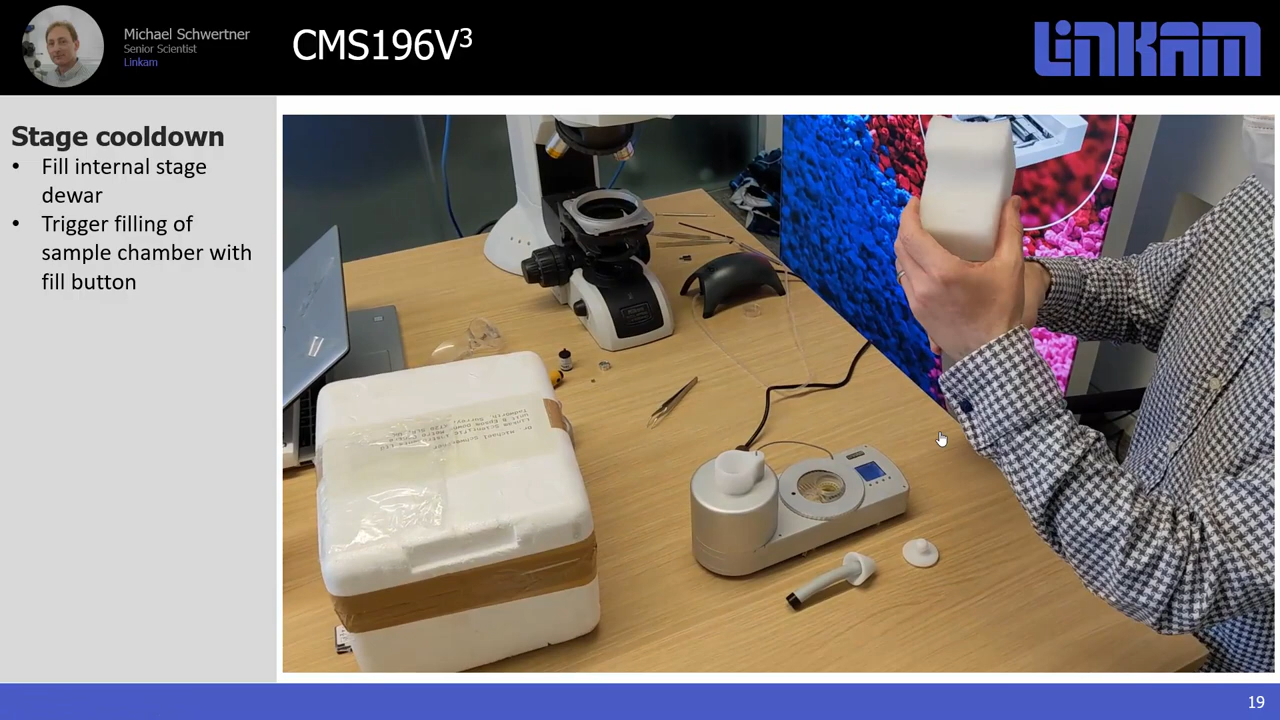 Michael Schwertner
Senior Scientist
Linkam
CMS196V³
LINKAM
Stage cooldown
• Fill internal stage
dewar
• Trigger filling of
sample chamber with
fill button
19